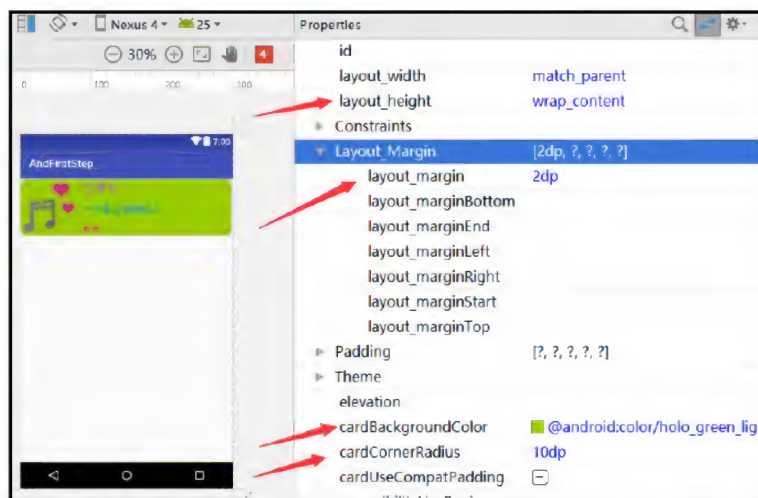 Nexus 4 25
Properties
30%
4
0 100 200 300
7:00
AndFirstStep
id
layout_width match_parent
layout_height wrap_content
Constraints
Layout_Margin [2dp, ?, ?, ?, ?]
layout_margin 2dp
layout_marginBottom
layout_marginEnd
layout_marginLeft
layout_marginRight
layout_marginStart
layout_marginTop
Padding [?, ?, ?, ?, ?]
Theme
elevation
cardBackgroundColor @android:color/holo_green_lig
cardCornerRadius 10dp
cardUseCompatPadding